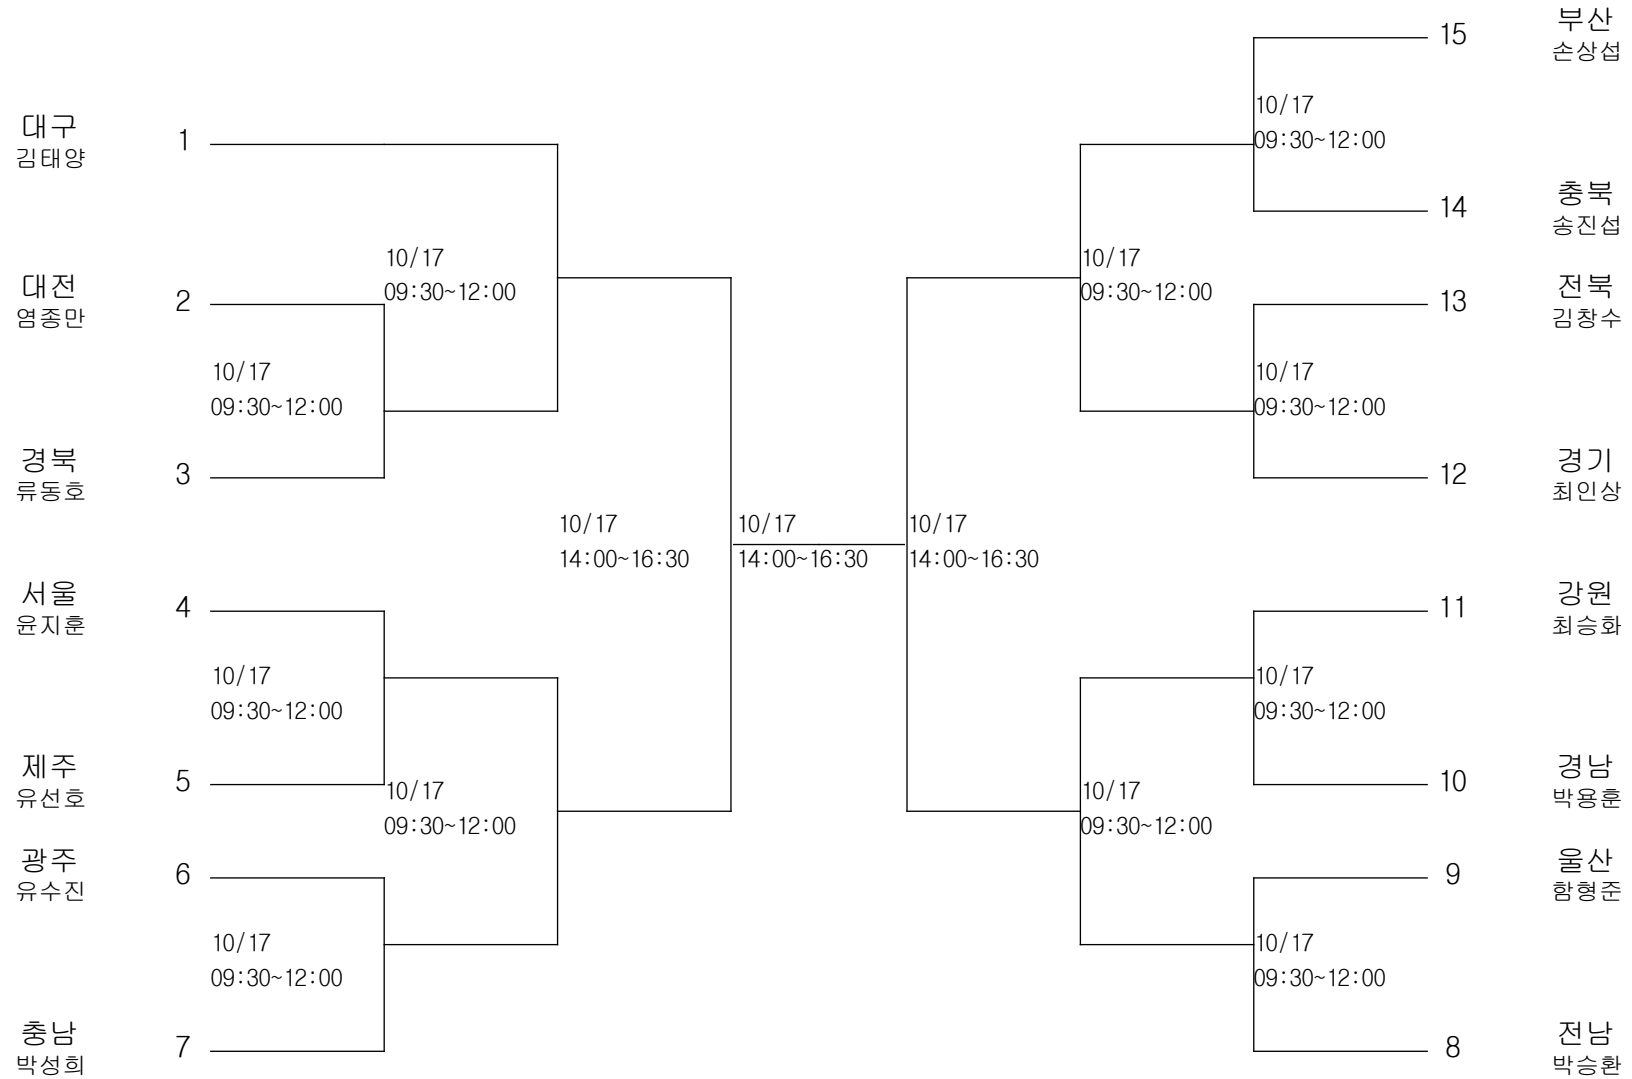 부산
15
손상섭
10/17
09:30~12:00
대구
1
김태양
충북
14
송진섭
10/17
09:30~12:00
10/17
09:30~12:00
대전
2
염종만
전북
13
김창수
10/17
09:30~12:00
10/17
09:30~12:00
경북
3
류동호
경기
12
최인상
10/17
14:00~16:30
10/17
14:00~16:30
10/17
14:00~16:30
서울
4
윤지훈
강원
11
최승화
10/17
09:30~12:00
10/17
09:30~12:00
제주
5
유선호
경남
10
박용훈
10/17
09:30~12:00
10/17
09:30~12:00
광주
6
유수진
울산
9
함형준
10/17
09:30~12:00
10/17
09:30~12:00
충남
7
박성희
전남
8
박승환